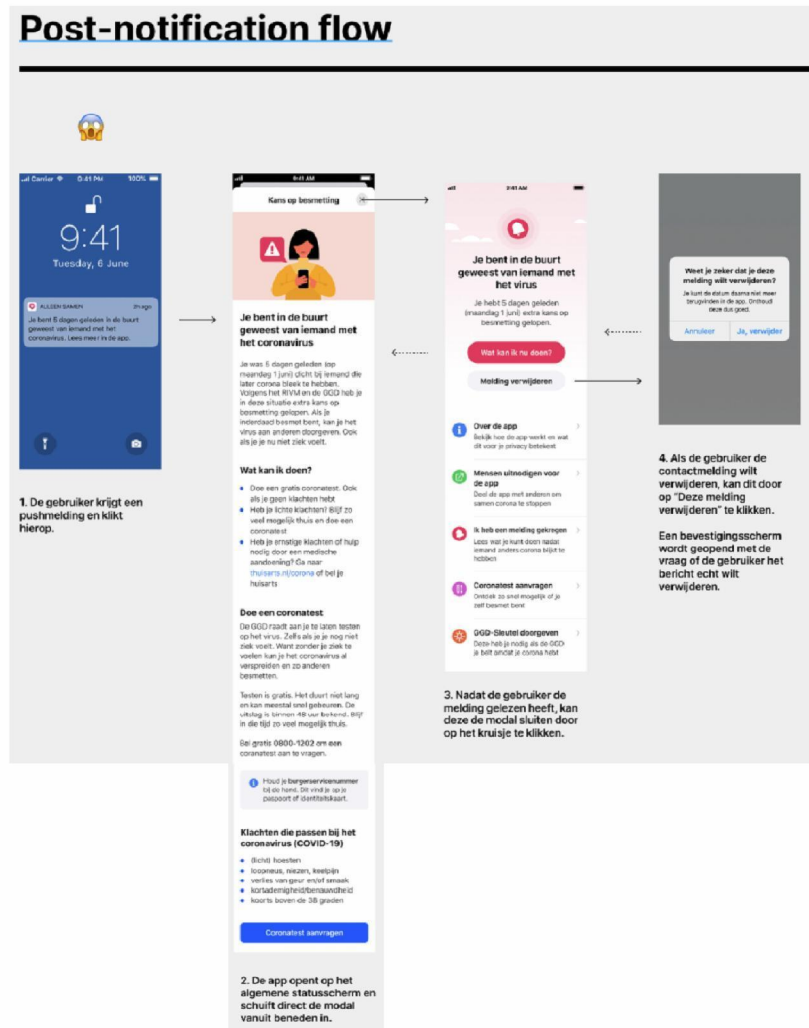 Post-notification flow
Carrier
9:41 PM
100%
9:41
Tuesday, 6 June
ALLEEN SAMEN
Je bent 5 dagen geleden in de buurt
geweest van iemand met het
coronavirus. Lees meer in de app.
1. De gebruiker krijgt een
pushmelding en klikt
hierop.
9:41 AM
Kans op besmetting
Je bent in de buurt
geweest van iemand met
het coronavirus
Je was 5 dagen geleden (op
maandag 1 juni) dicht bij iemand die
later corona bleek te hebben.
Volgens het RIVM en de GGD heb je
in deze situatie extra kans op
besmetting gelopen. Als je
inderdaad besmet bent, kan je het
virus aan anderen doorgeven. Ook
als je je nu niet ziek voelt.
Wat kan ik doen?
Doe een gratis coronatest. Ook
als je geen klachten hebt
Heb je lichte klachten? Blijf zo
veel mogelijk thuis en doe een
coronatest
Heb je ernstige klachten of hulp
nodig door een medische
aandoening? Ga naar
thuisarts.nl/corona of bel je
huisarts
Doe een coronatest
De GGD raadt aan je te laten testen
op het virus. Zelfs als je je nog niet
ziek voelt. Want zonder je ziek te
voelen kan je het coronavirus al
verspreiden en zo anderen
besmetten.
Testen is gratis. Het duurt niet lang
en kan meestal snel gebeuren. De
uitslag is binnen 48 uur bekend. Blijf
in die tijd zo veel mogelijk thuis.
Bel gratis 0800-1202 om een
coronatest aan te vragen.
Houd je burgerservicenummer
bij de hand. Dit vind je op je
paspoort of identiteitskaart.
Klachten die passen bij het
coronavirus (COVID-19)
(licht) hoesten
loopneus, niezen, keelpijn
verlies van geur en/of smaak
kortademigheid/benauwdheid
koorts boven de 38 graden
Coronatest aanvragen
2. De app opent op het
algemene statusscherm en
schuift direct de modal
vanuit beneden in.
9:41 AM
Je bent in de buurt
geweest van iemand met
het virus
Je hebt 5 dagen geleden
(maandag 1 juni) extra kans op
besmetting gelopen.
Wat kan ik nu doen?
Melding verwijderen
Over de app
Bekijk hoe de app werkt en wat
dit voor je privacy betekent
Mensen uitnodigen voor
de app
Deel de app met anderen om
samen corona te stoppen
Ik heb een melding gekregen
Lees wat je kunt doen nadat
iemand anders corona blijkt te
hebben
Coronatest aanvragen
Ontdek zo snel mogelijk of je
zelf besmet bent
GGD-Sleutel doorgeven
Deze heb je nodig als de GGD
je belt omdat je corona hebt
3. Nadat de gebruiker de
melding gelezen heeft, kan
deze de modal sluiten door
op het kruisje te klikken.
Weet je zeker dat je deze
melding wilt verwijderen?
Je kunt de datum daarna niet meer
terugvinden in de app. Onthoud
deze dus goed.
Annuleer
Ja, verwijder
4. Als de gebruiker de
contactmelding wilt
verwijderen, kan dit door
op “Deze melding
verwijderen” te klikken.
Een bevestigingsscherm
wordt geopend met de
vraag of de gebruiker het
bericht echt wilt
verwijderen.